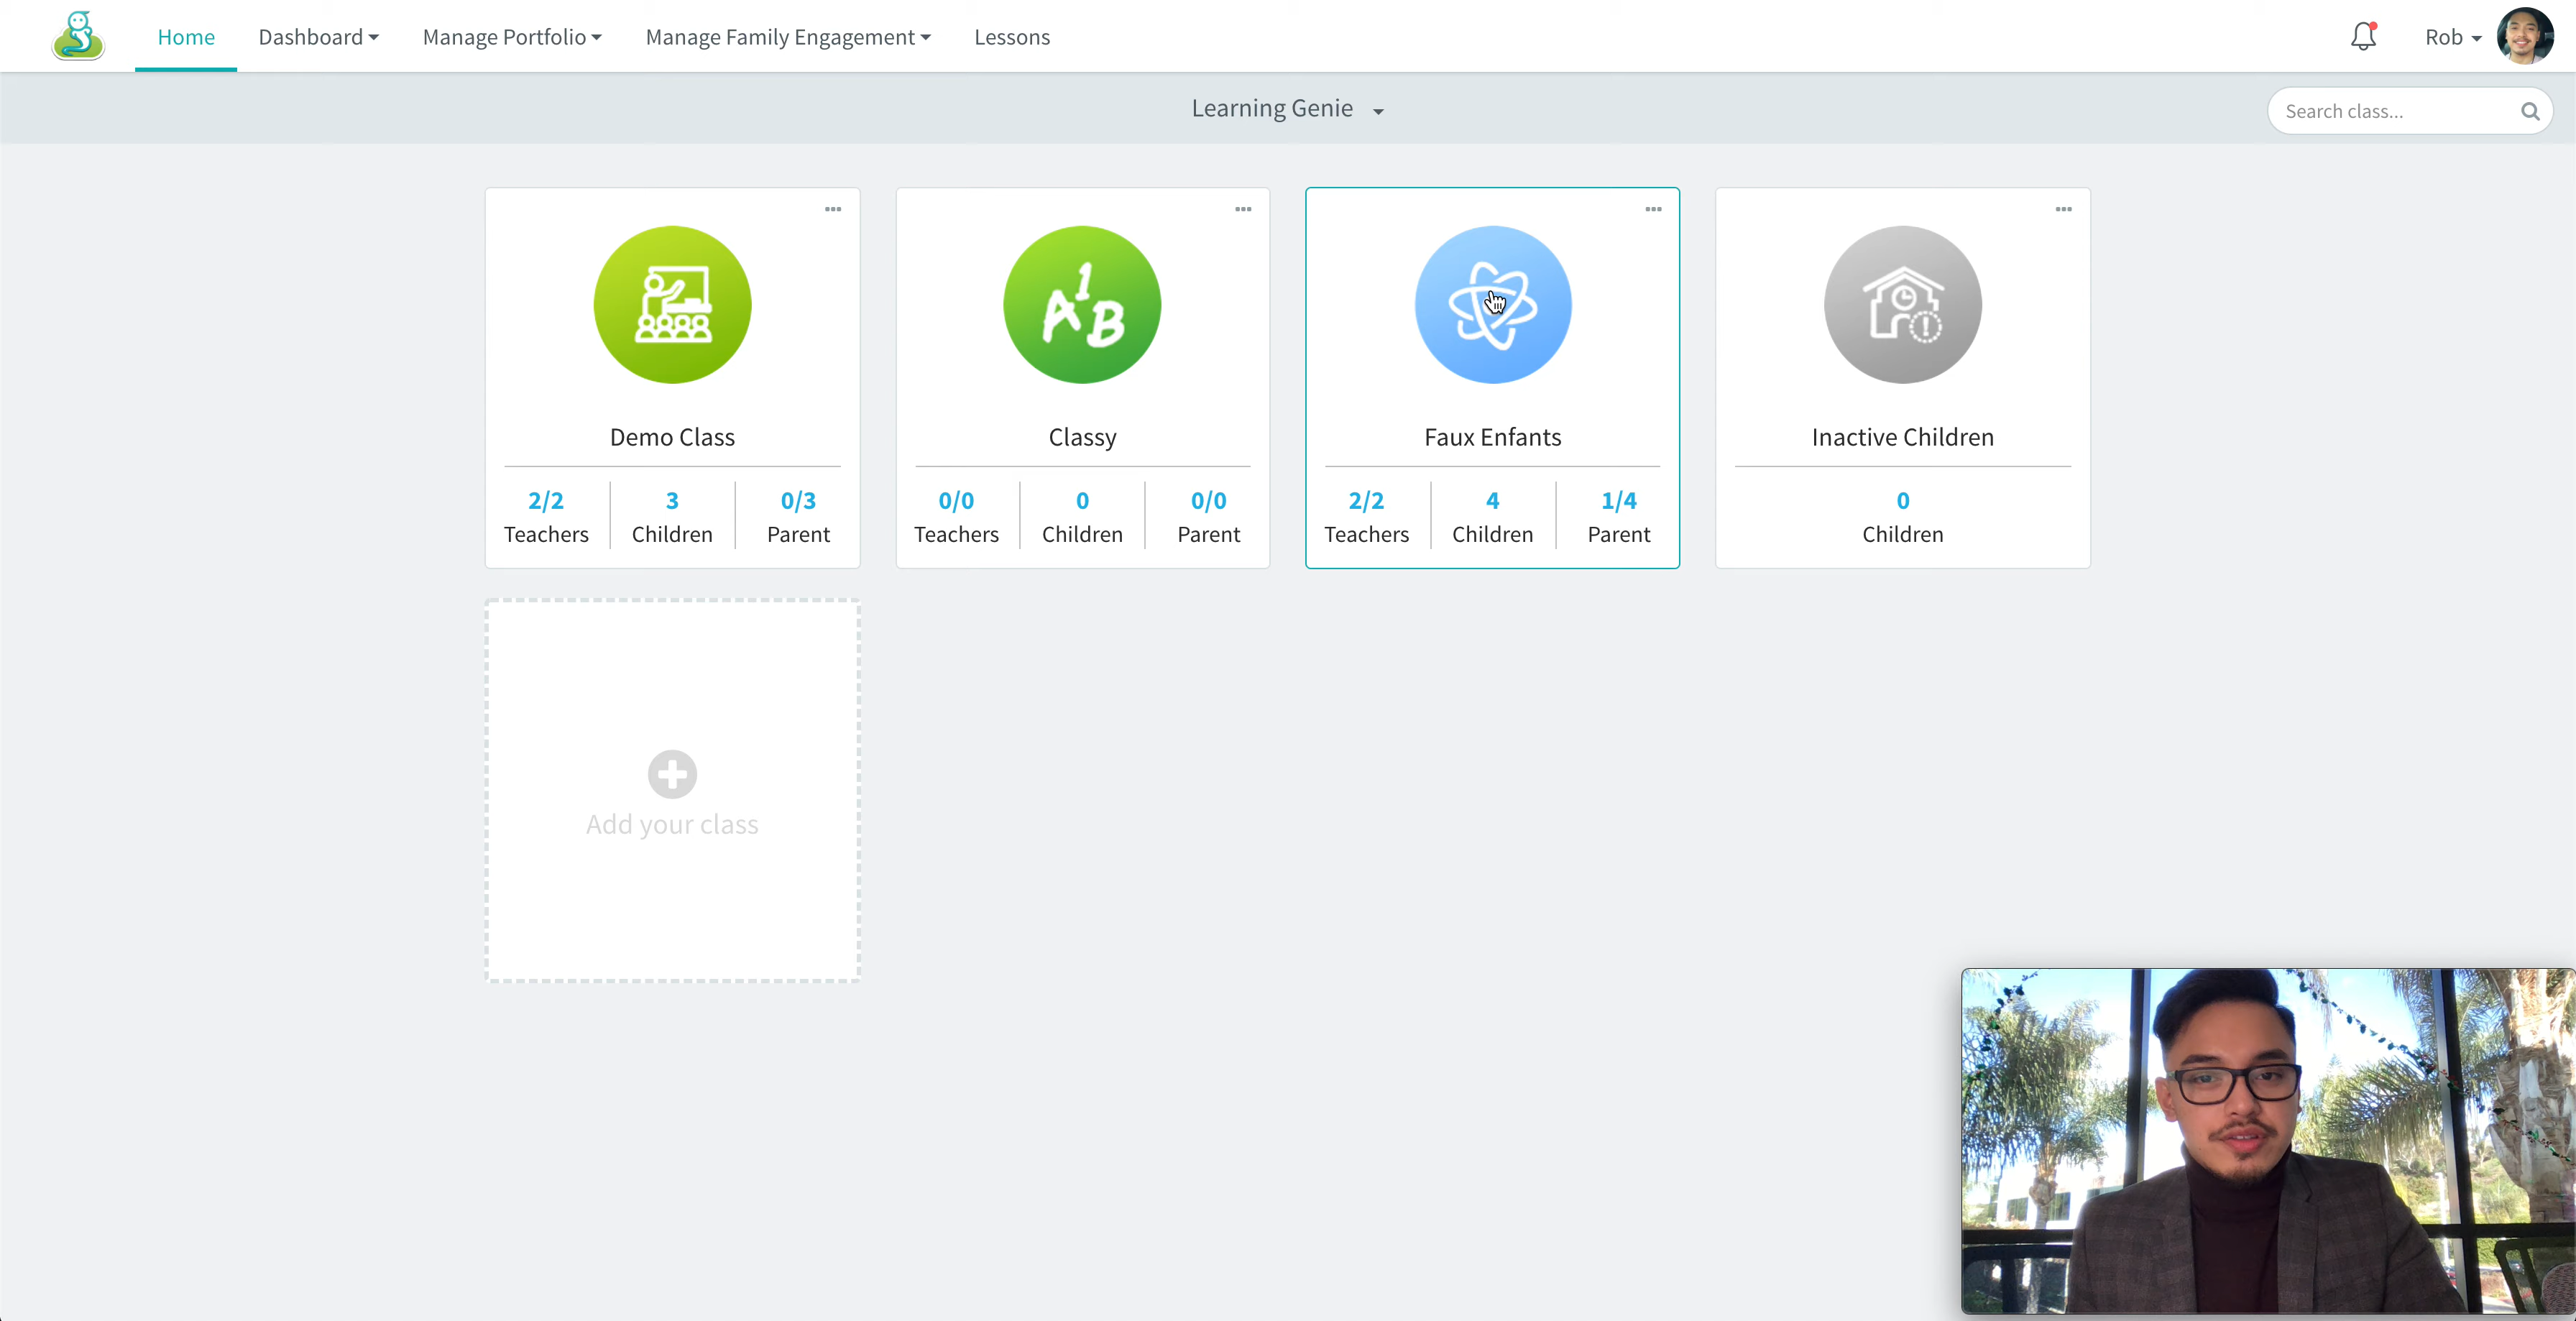 Home Dashboard Manage Portfolio Manage Family Engagement Lessons Rob
Learning Genie
Search class...
Demo Class
2/2 3 0/3
Teachers Children Parent
Classy
0/0 0 0/0
Teachers Children Parent
Faux Enfants
2/2 4 1/4
Teachers Children Parent
Inactive Children
0
Children
Add your class
A 1 B